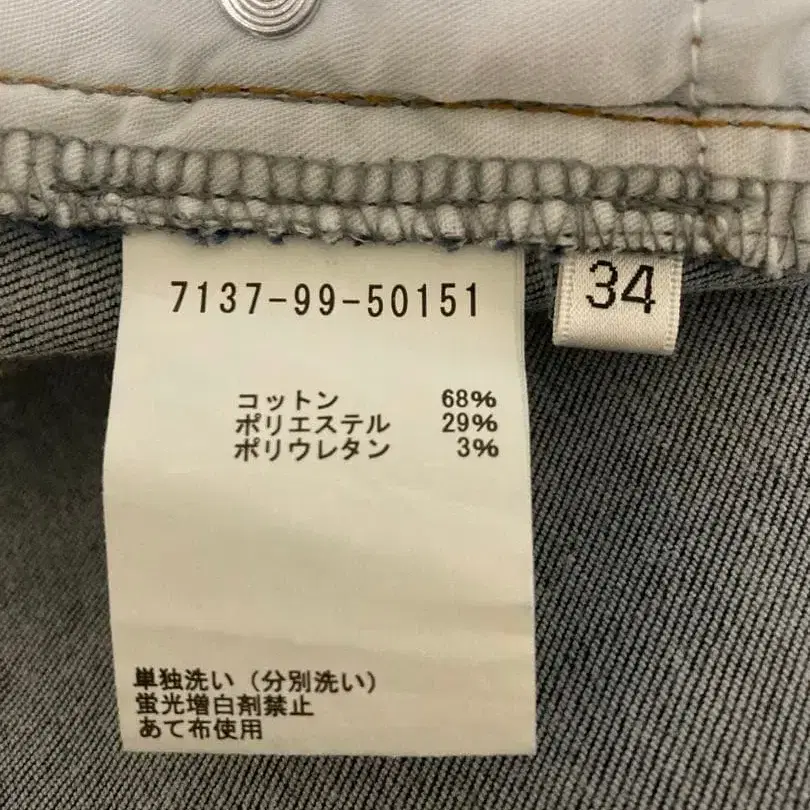 7137-99-50151
34
コットン 68%
ポリエステル 29%
ポリウレタン 3%
単独洗い（分別洗い）
蛍光増白剤禁止
あて布使用